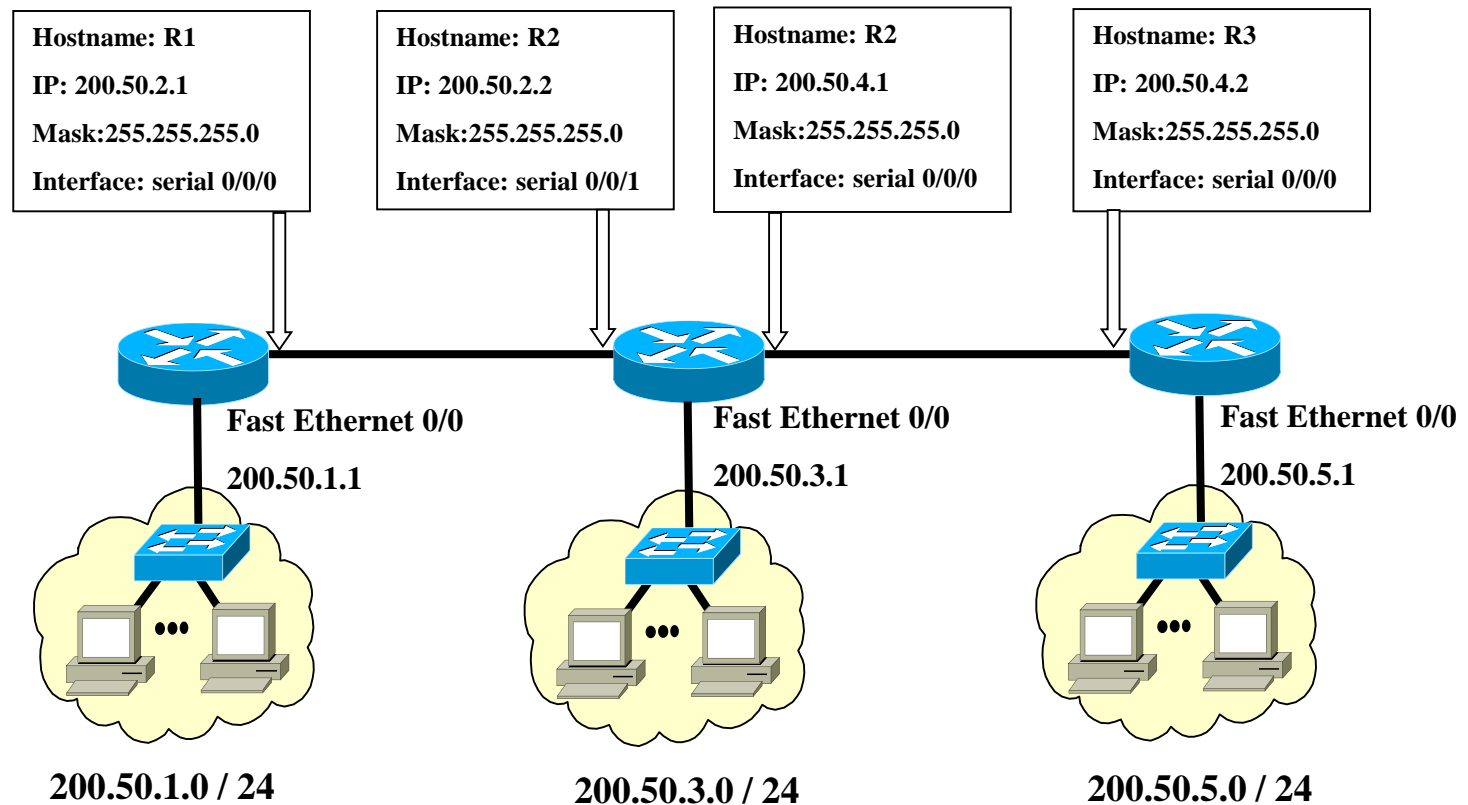 Hostname: R1
IP: 200.50.2.1
Mask:255.255.255.0
Interface: serial 0/0/0
Hostname: R2
IP: 200.50.2.2
Mask:255.255.255.0
Interface: serial 0/0/1
Hostname: R2
IP: 200.50.4.1
Mask:255.255.255.0
Interface: serial 0/0/0
Hostname: R3
IP: 200.50.4.2
Mask:255.255.255.0
Interface: serial 0/0/0
Fast Ethernet 0/0
200.50.1.1
Fast Ethernet 0/0
200.50.3.1
Fast Ethernet 0/0
200.50.5.1
200.50.1.0 / 24
200.50.3.0 / 24
200.50.5.0 / 24